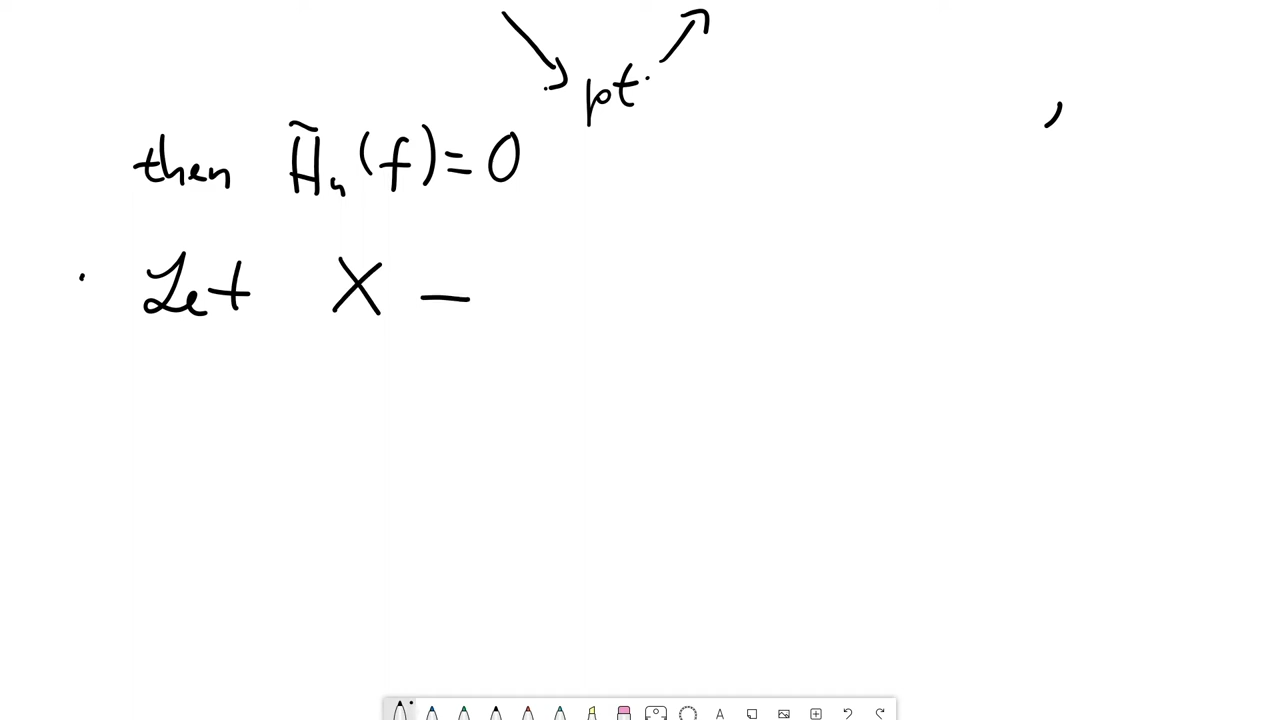 pt.
then H̃ₙ(f)=0
· Let X —